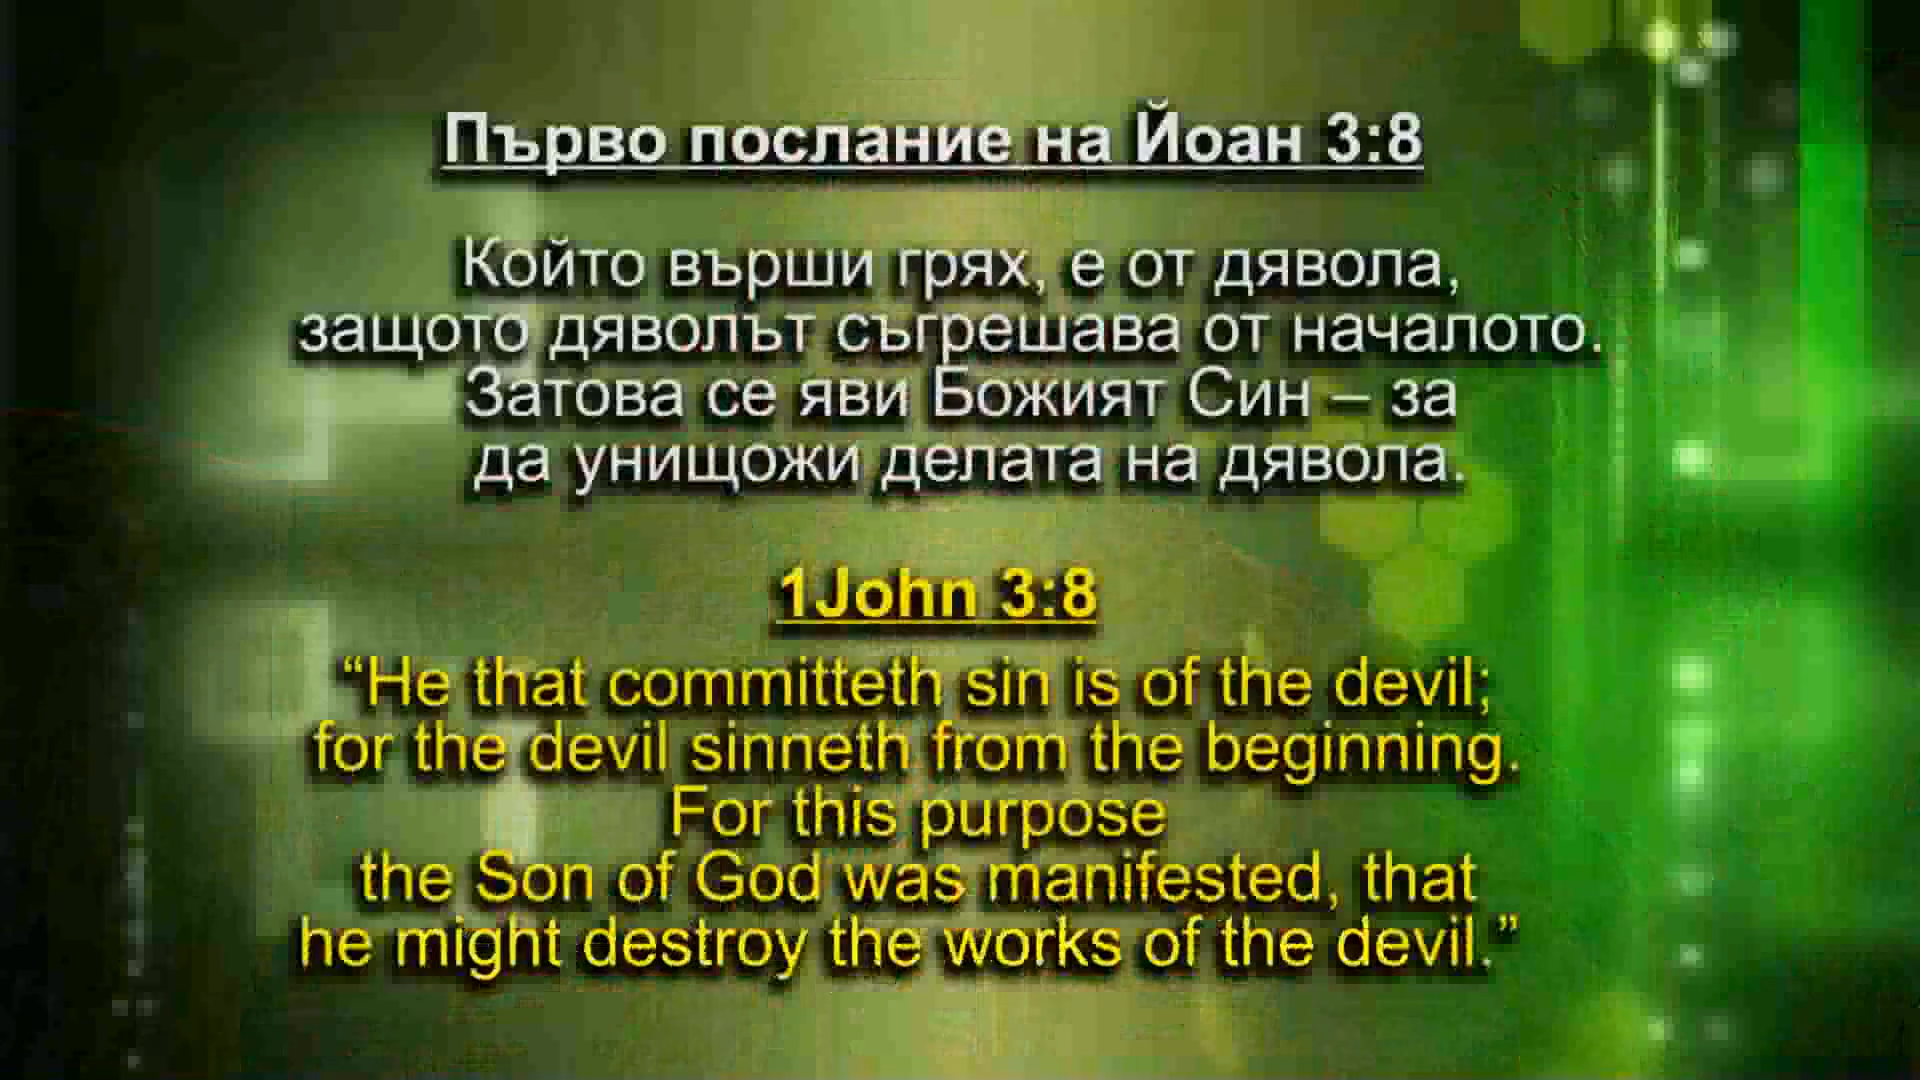 Първо послание на Йоан 3:8
Който върши грях, е от дявола,
защото дяволът съгрешава от началото.
Затова се яви Божият Син – за
да унищожи делата на дявола.
1John 3:8
“He that committeth sin is of the devil;
for the devil sinneth from the beginning.
For this purpose
the Son of God was manifested, that
he might destroy the works of the devil.”